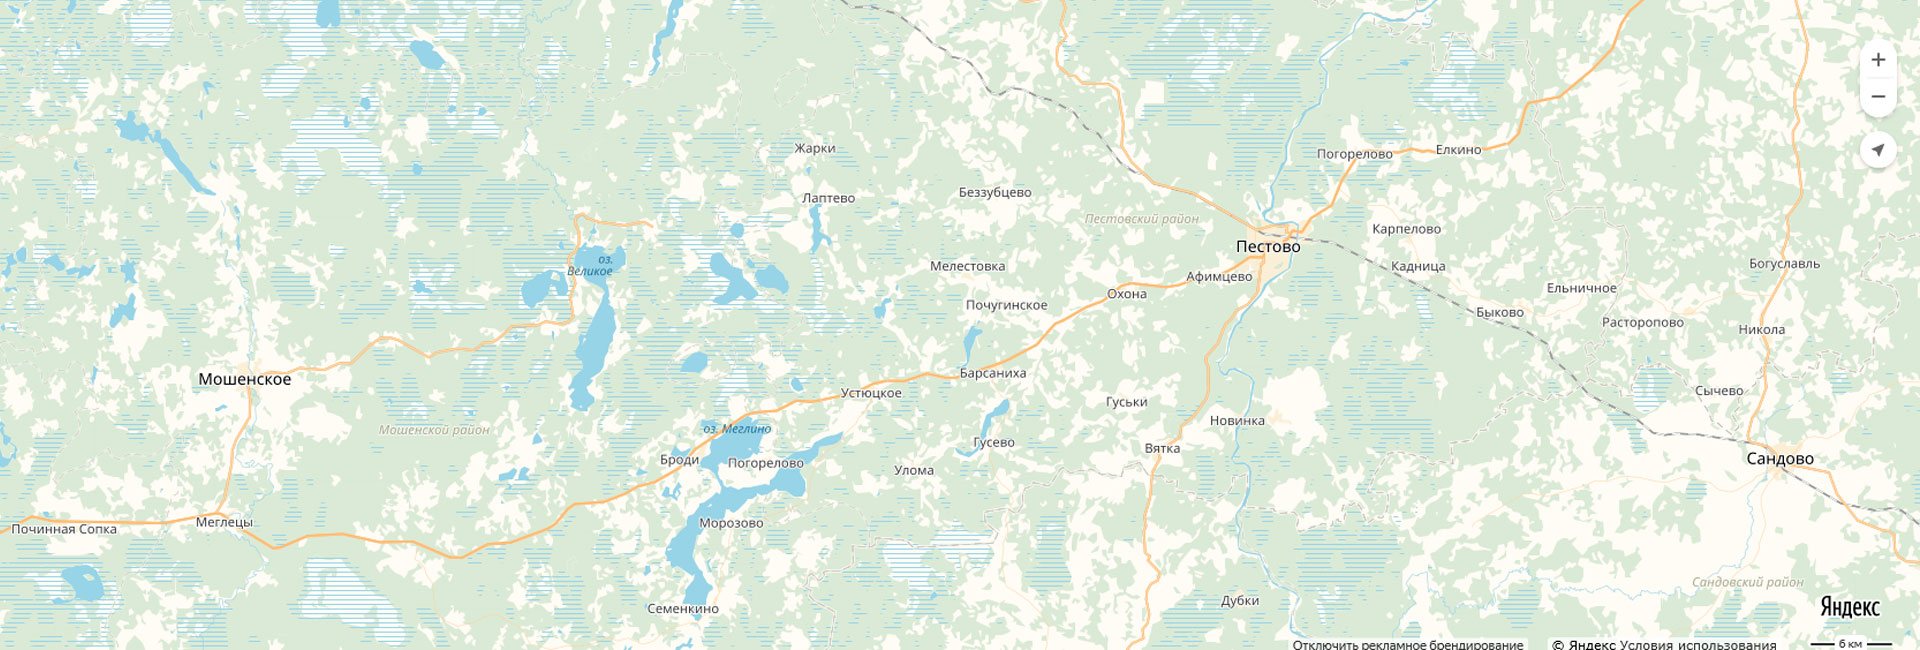 +
−
Жарки
Погорелово
Елкино
Лаптево
Беззубцево
Пестовский район
Карпелово
Пестово
оз.
Великое
Мелестовка
Кадница
Богуславль
Афимцево
Ельничное
Охона
Почугинское
Быково
Расторопово
Никола
Мошенское
Барсаниха
Устюцкое
Сычево
Гуськи
Новинка
Мошенской район
оз. Меглино
Гусево
Вятка
Броди
Погорелово
Улома
Сандово
Починная Сопка
Меглецы
Морозово
Сандовский район
Семенкино
Дубки
Яндекс
Отключить рекламное брендирование
© Яндекс Условия использования
6 км